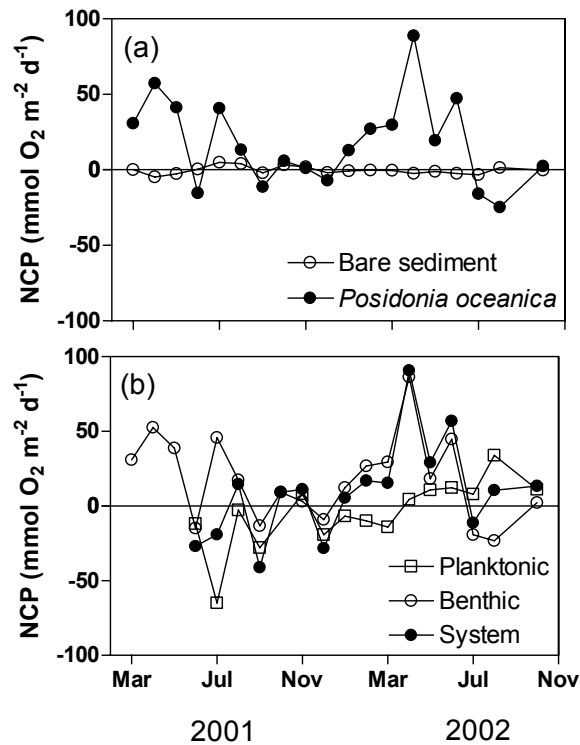 (a)
100
50
0
-50
-100
NCP (mmol O₂ m⁻² d⁻¹)
Bare sediment
Posidonia oceanica
(b)
100
50
0
-50
-100
NCP (mmol O₂ m⁻² d⁻¹)
Planktonic
Benthic
System
Mar Jul Nov Mar Jul Nov
2001 2002